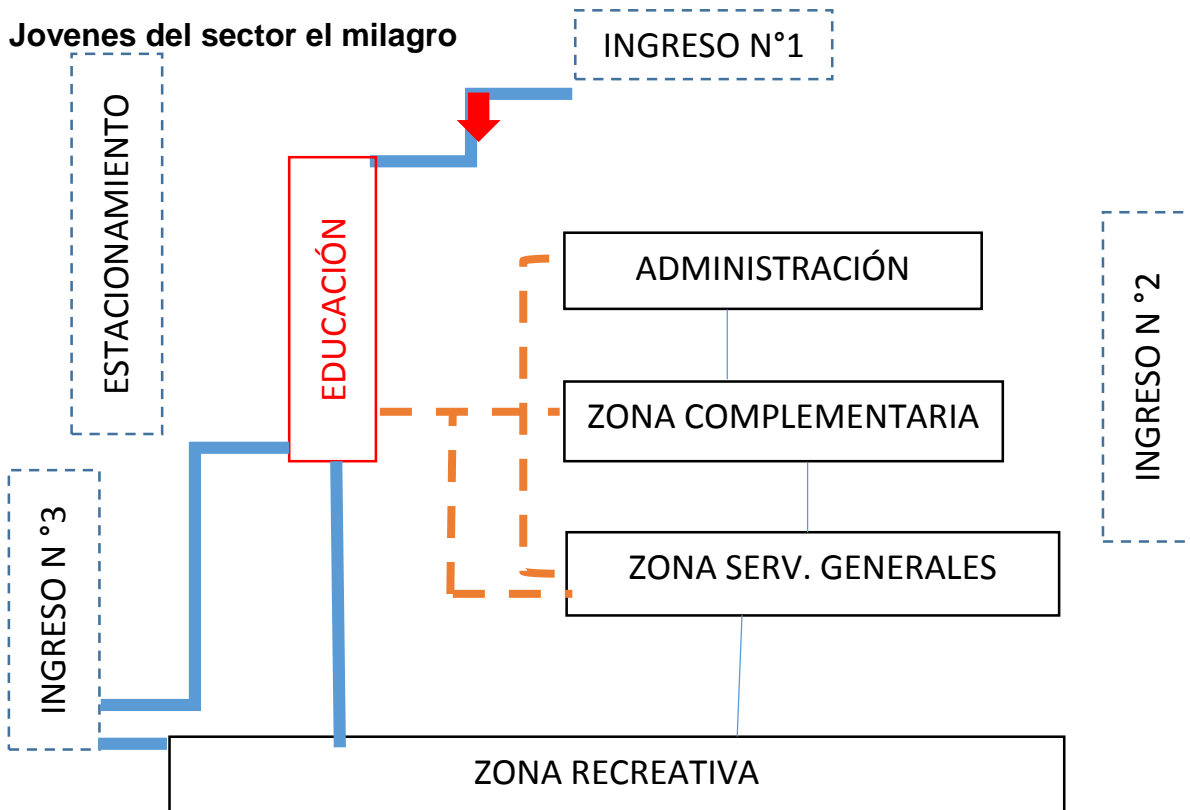 Jovenes del sector el milagro
INGRESO N°1
ESTACIONAMIENTO
EDUCACIÓN
ADMINISTRACIÓN
INGRESO N °2
ZONA COMPLEMENTARIA
INGRESO N °3
ZONA SERV. GENERALES
ZONA RECREATIVA